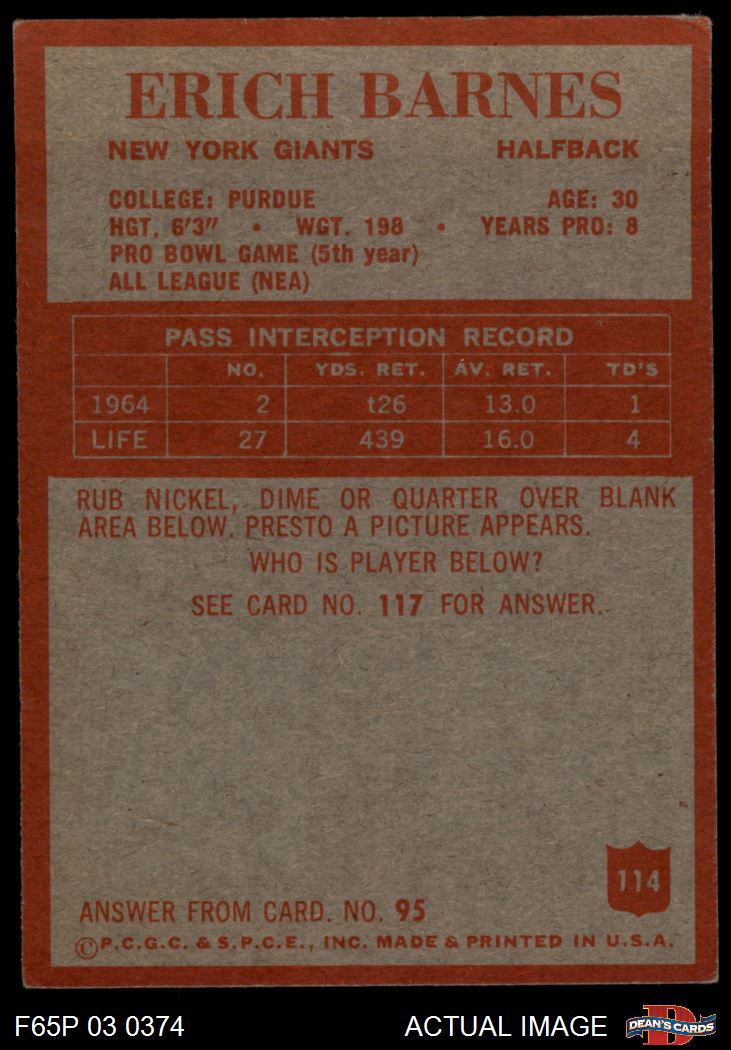 ERICH BARNES
NEW YORK GIANTS HALFBACK
COLLEGE: PURDUE AGE: 30
HGT. 6'3" • WGT. 198 • YEARS PRO: 8
PRO BOWL GAME (5th year)
ALL LEAGUE (NEA)
PASS INTERCEPTION RECORD
NO. YDS. RET. AV. RET. TD'S
1964 2 t26 13.0 1
LIFE 27 439 16.0 4
RUB NICKEL, DIME OR QUARTER OVER BLANK
AREA BELOW. PRESTO A PICTURE APPEARS.
WHO IS PLAYER BELOW?
SEE CARD NO. 117 FOR ANSWER.
114
ANSWER FROM CARD. NO. 95
©P.C.G.C. & S.P.C.E., INC. MADE & PRINTED IN U.S.A.
F65P 03 0374 ACTUAL IMAGE D DEAN'S CARDS